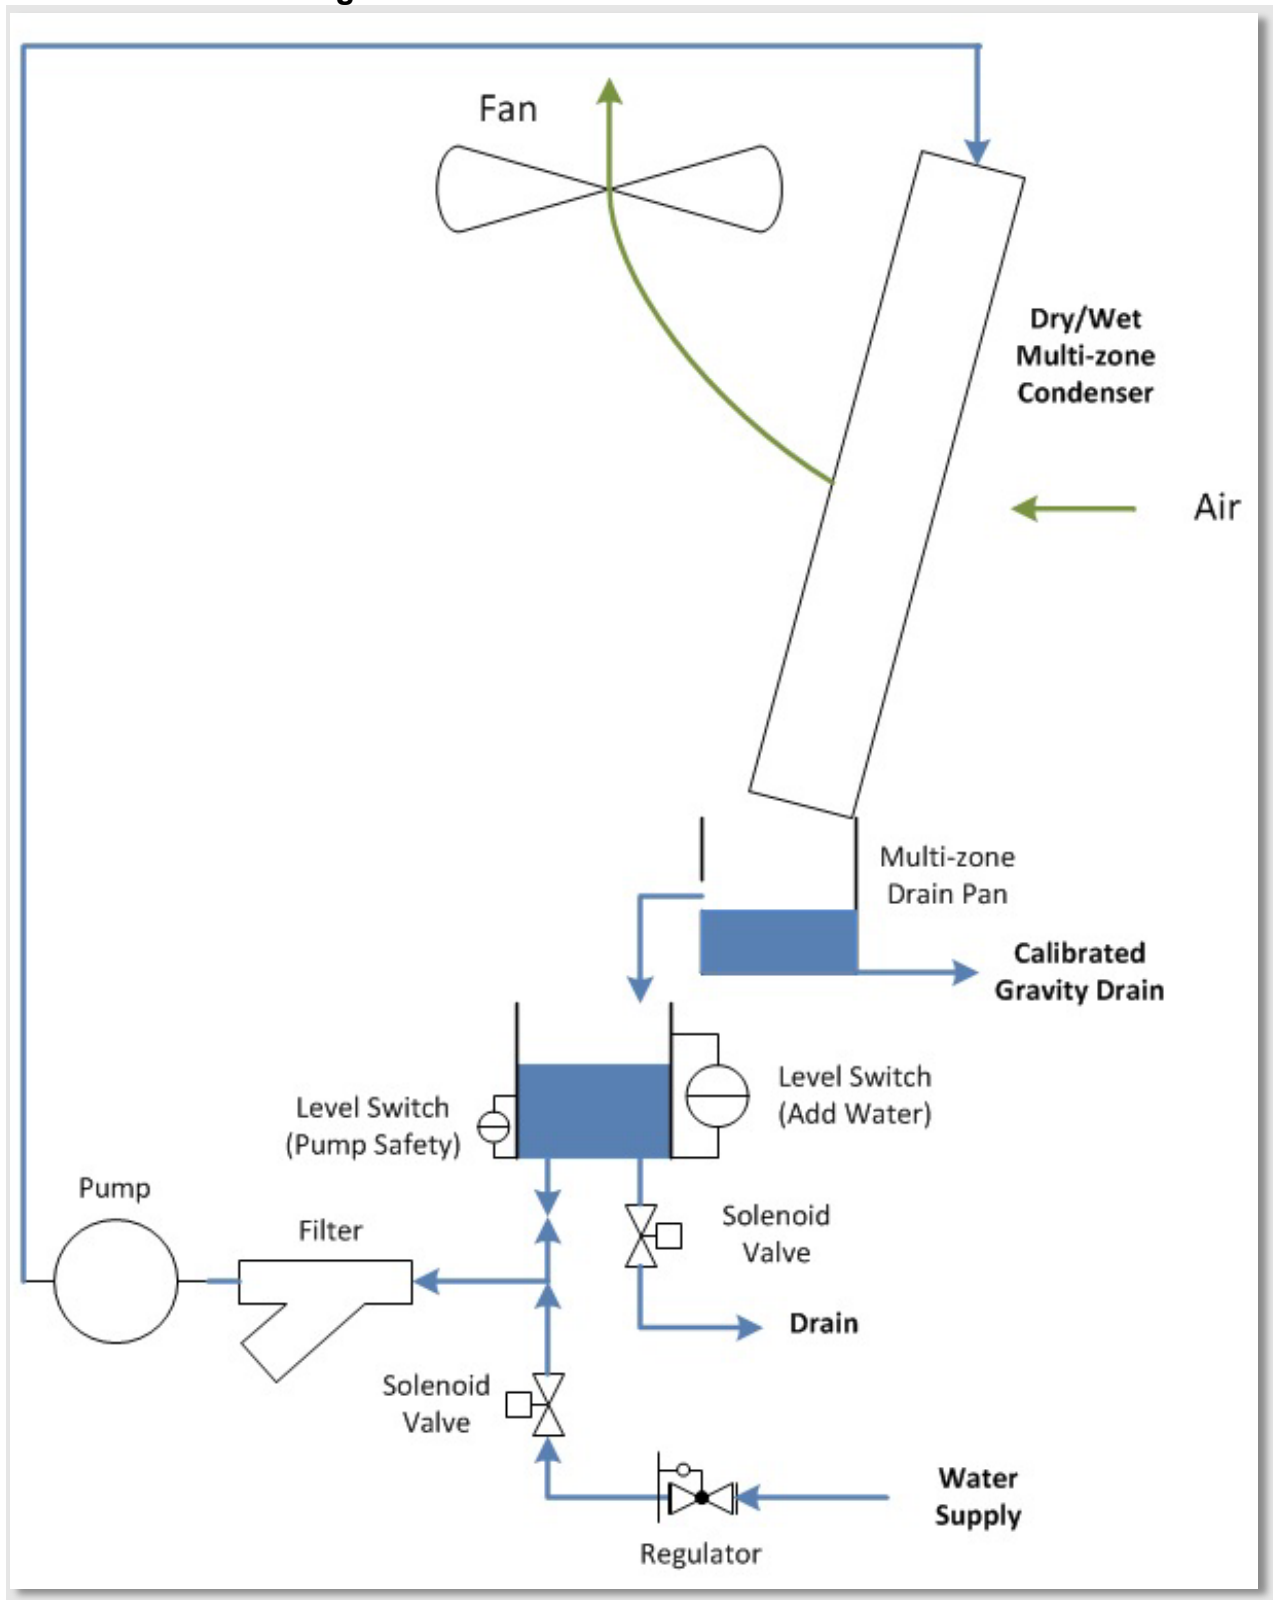 g
Fan
Dry/Wet
Multi-zone
Condenser
Air
Multi-zone
Drain Pan
Calibrated
Gravity Drain
Level Switch
(Add Water)
Level Switch
(Pump Safety)
Pump
Filter
Solenoid
Valve
Drain
Solenoid
Valve
Water
Supply
Regulator